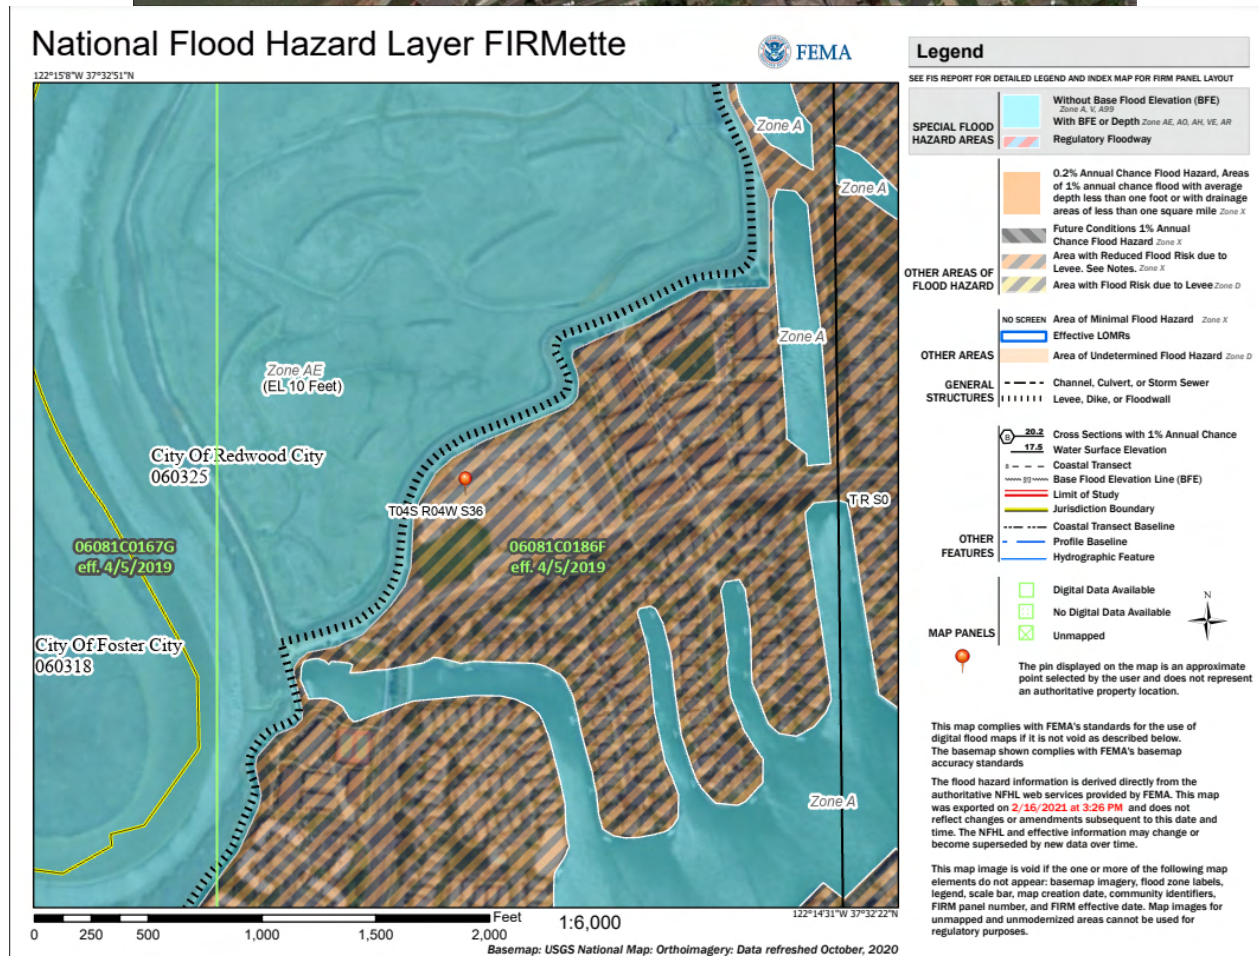 National Flood Hazard Layer FIRMette
FEMA
122°15'8"W 37°32'51"N
Zone A
Zone A
Zone A
Zone AE
(EL 10 Feet)
City Of Redwood City
060325
T04S R04W S36
T R S0
06081C0167G
eff. 4/5/2019
06081C0186F
eff. 4/5/2019
City Of Foster City
060318
Zone A
Feet
1:6,000
122°14'31"W 37°32'22"N
0
250
500
1,000
1,500
2,000
Basemap: USGS National Map: Orthoimagery: Data refreshed October, 2020
Legend
SEE FIS REPORT FOR DETAILED LEGEND AND INDEX MAP FOR FIRM PANEL LAYOUT
SPECIAL FLOOD
HAZARD AREAS
Without Base Flood Elevation (BFE)
Zone A, V, A99
With BFE or Depth Zone AE, AO, AH, VE, AR
Regulatory Floodway
0.2% Annual Chance Flood Hazard, Areas
of 1% annual chance flood with average
depth less than one foot or with drainage
areas of less than one square mile Zone X
Future Conditions 1% Annual
Chance Flood Hazard Zone X
Area with Reduced Flood Risk due to
Levee. See Notes. Zone X
Area with Flood Risk due to Levee Zone D
OTHER AREAS OF
FLOOD HAZARD
NO SCREEN Area of Minimal Flood Hazard Zone X
Effective LOMRs
OTHER AREAS
Area of Undetermined Flood Hazard Zone D
GENERAL
STRUCTURES
Channel, Culvert, or Storm Sewer
Levee, Dike, or Floodwall
B 20.2 Cross Sections with 1% Annual Chance
17.5 Water Surface Elevation
8 Coastal Transect
513 Base Flood Elevation Line (BFE)
Limit of Study
Jurisdiction Boundary
Coastal Transect Baseline
OTHER
FEATURES
Profile Baseline
Hydrographic Feature
Digital Data Available
No Digital Data Available
N
MAP PANELS
Unmapped
The pin displayed on the map is an approximate
point selected by the user and does not represent
an authoritative property location.
This map complies with FEMA's standards for the use of
digital flood maps if it is not void as described below.
The basemap shown complies with FEMA's basemap
accuracy standards
The flood hazard information is derived directly from the
authoritative NFHL web services provided by FEMA. This map
was exported on 2/16/2021 at 3:26 PM and does not
reflect changes or amendments subsequent to this date and
time. The NFHL and effective information may change or
become superseded by new data over time.
This map image is void if the one or more of the following map
elements do not appear: basemap imagery, flood zone labels,
legend, scale bar, map creation date, community identifiers,
FIRM panel number, and FIRM effective date. Map images for
unmapped and unmodernized areas cannot be used for
regulatory purposes.